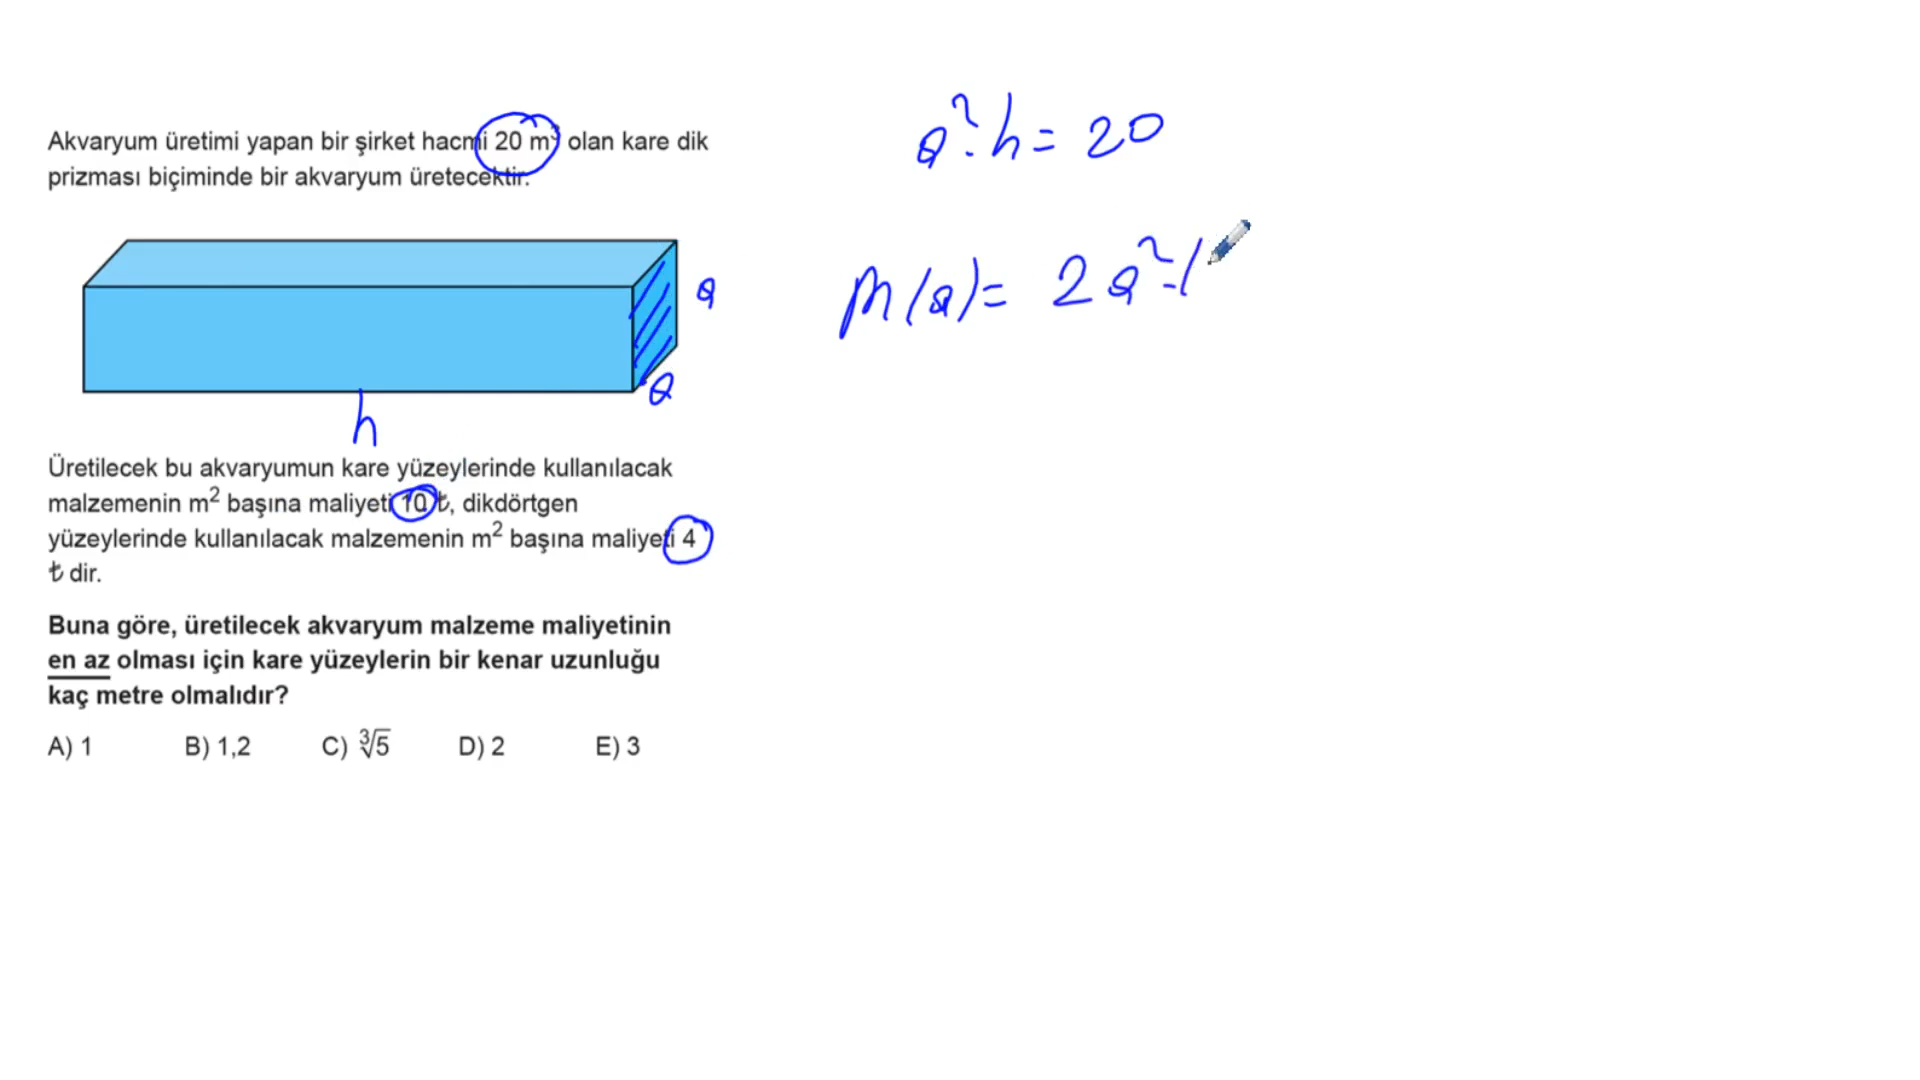 Akvaryum üretimi yapan bir şirket hacmi 20 m³ olan kare dik
prizması biçiminde bir akvaryum üretecektir.
a
a
h
Üretilecek bu akvaryumun kare yüzeylerinde kullanılacak
malzemenin m² başına maliyeti 10 ₺, dikdörtgen
yüzeylerinde kullanılacak malzemenin m² başına maliyeti 4
₺ dir.
Buna göre, üretilecek akvaryum malzeme maliyetinin
en az olması için kare yüzeylerin bir kenar uzunluğu
kaç metre olmalıdır?
A) 1 B) 1,2 C) ∛5 D) 2 E) 3
a².h = 20
M(a) = 2a².(